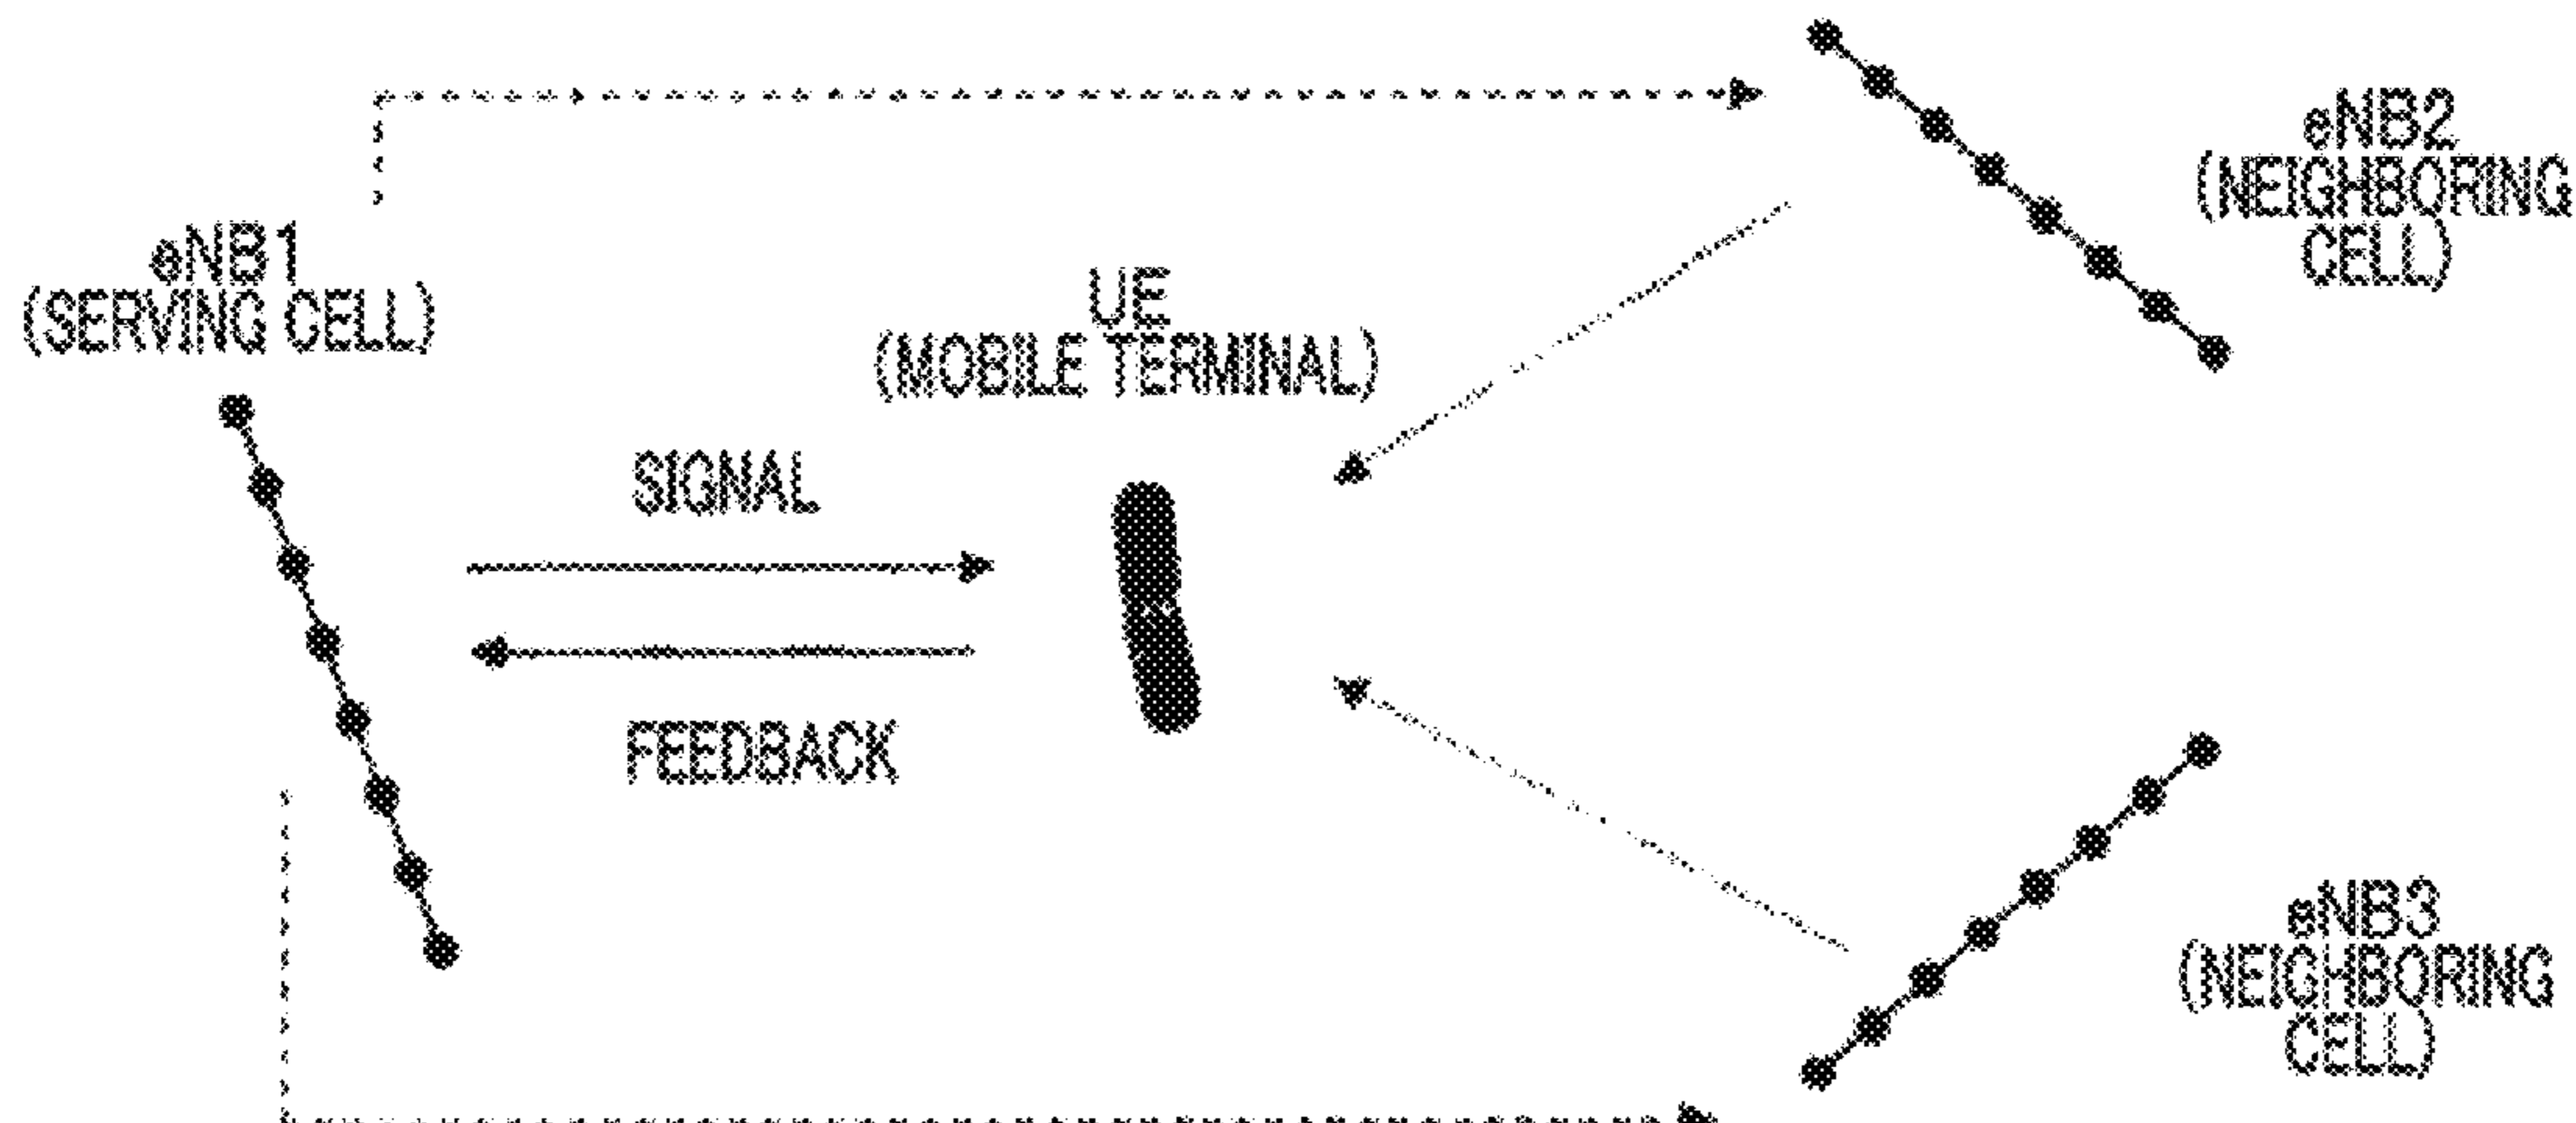 eNB1
(SERVING CELL)
UE
(MOBILE TERMINAL)
eNB2
(NEIGHBORING
CELL)
SIGNAL
FEEDBACK
eNB3
(NEIGHBORING
CELL)